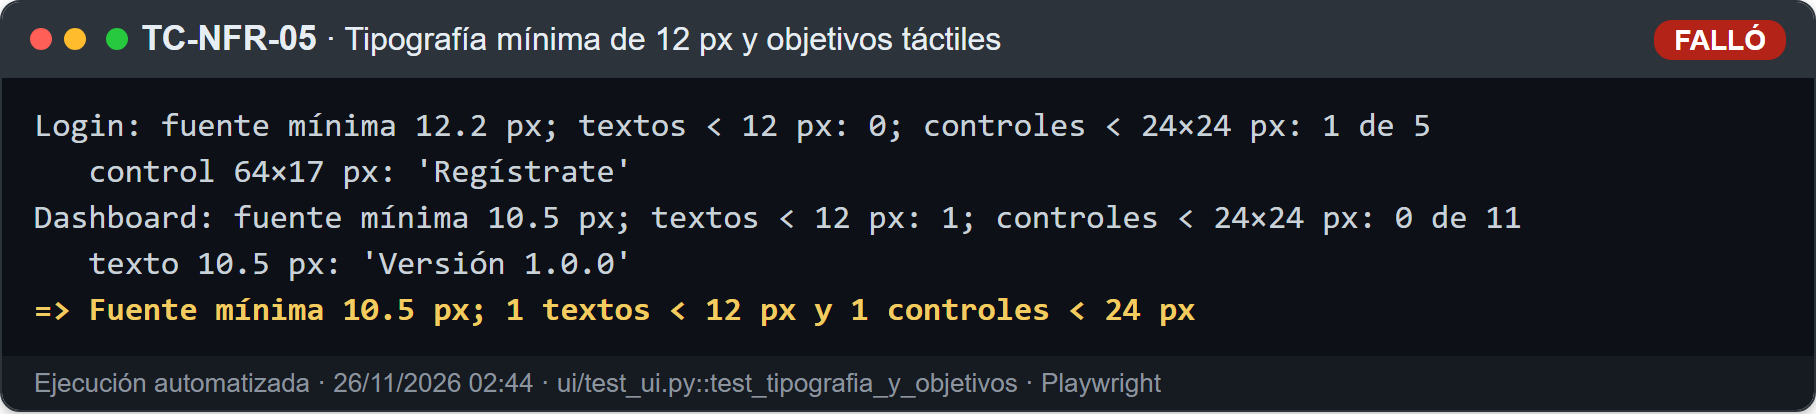 TC-NFR-05 · Tipografía mínima de 12 px y objetivos táctiles
FALLÓ
Login: fuente mínima 12.2 px; textos < 12 px: 0; controles < 24×24 px: 1 de 5
control 64×17 px: 'Regístrate'
Dashboard: fuente mínima 10.5 px; textos < 12 px: 1; controles < 24×24 px: 0 de 11
texto 10.5 px: 'Versión 1.0.0'
=> Fuente mínima 10.5 px; 1 textos < 12 px y 1 controles < 24 px
Ejecución automatizada · 26/11/2026 02:44 · ui/test_ui.py::test_tipografia_y_objetivos · Playwright